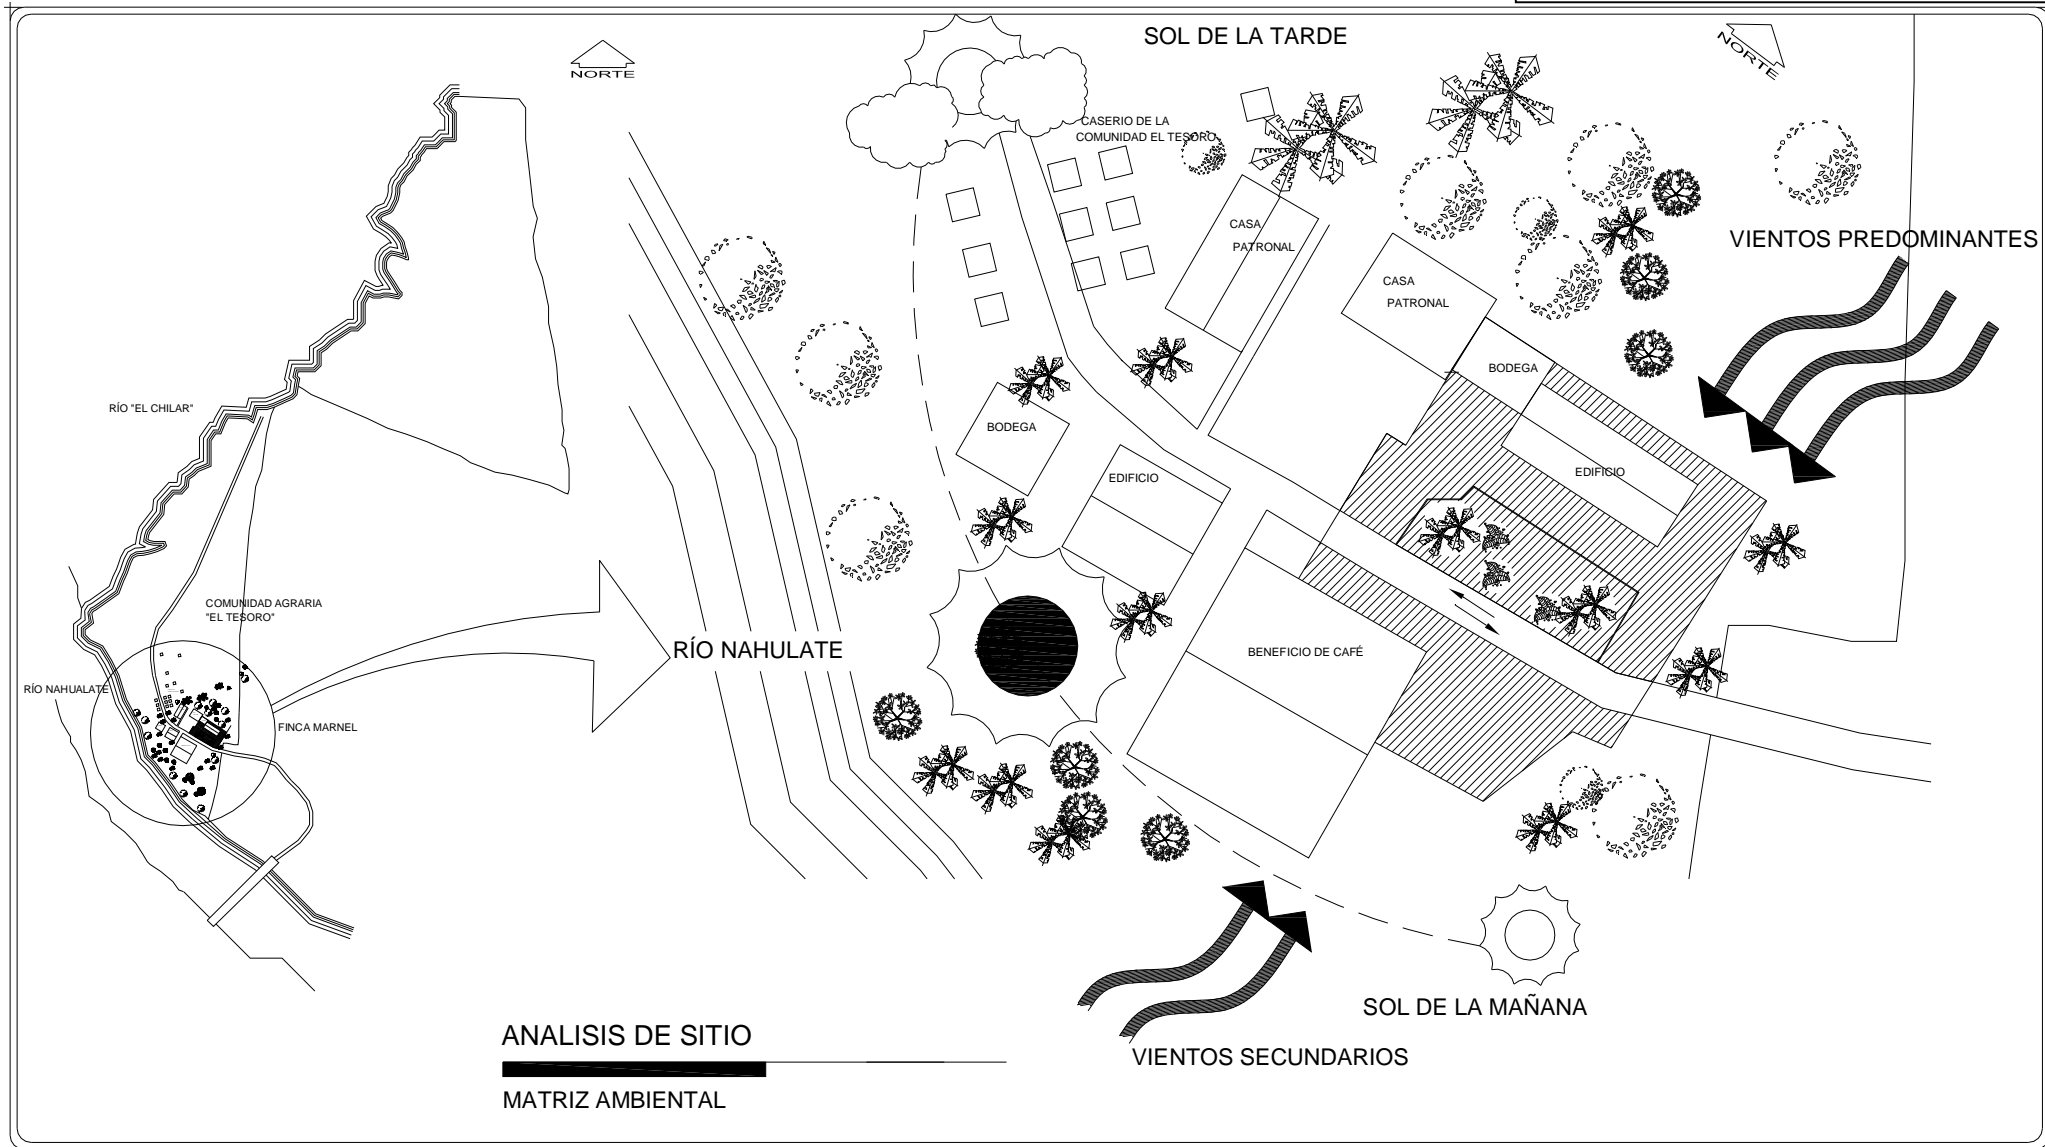 SOL DE LA TARDE
NORTE
NORTE
CASERIO DE LA
COMUNIDAD EL TESORO
CASA
PATRONAL
VIENTOS PREDOMINANTES
CASA
PATRONAL
BODEGA
RÍO "EL CHILAR"
BODEGA
EDIFICIO
EDIFICIO
COMUNIDAD AGRARIA
"EL TESORO"
RÍO NAHULATE
BENEFICIO DE CAFÉ
RÍO NAHUALATE
FINCA MARNEL
SOL DE LA MAÑANA
ANALISIS DE SITIO
VIENTOS SECUNDARIOS
MATRIZ AMBIENTAL